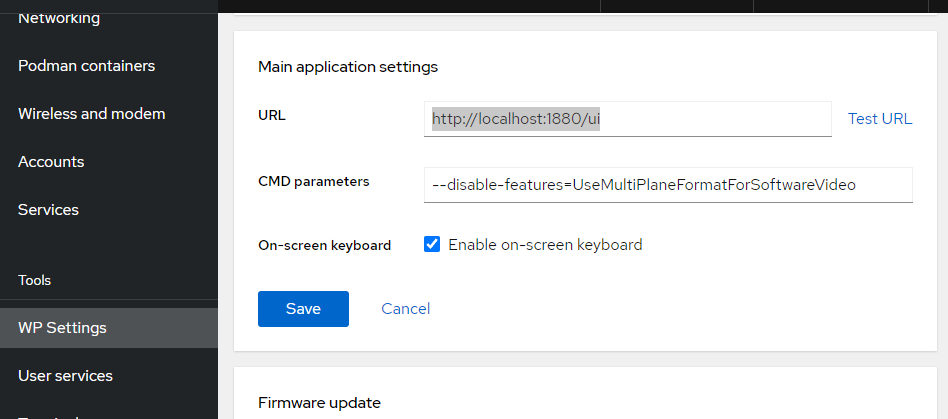 Networking
Podman containers
Wireless and modem
Accounts
Services
Tools
WP Settings
User services
Main application settings
URL
http://localhost:1880/ui
Test URL
CMD parameters
--disable-features=UseMultiPlaneFormatForSoftwareVideo
On-screen keyboard
Enable on-screen keyboard
Save
Cancel
Firmware update